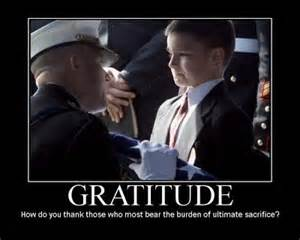 GRATITUDE
How do you thank those who most bear the burden of ultimate sacrifice?